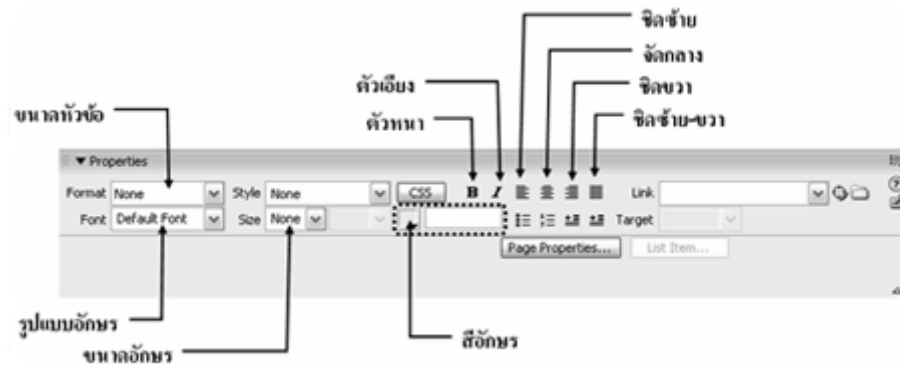 ชิดซ้าย
จัดกลาง
ตัวเอียง
ชิดขวา
ขนาดหัวข้อ
ตัวหนา
ชิดซ้าย-ขวา
Properties
Format None Style None CSS B I Link
Font Default Font Size None Target
Page Properties... List Item...
รูปแบบอักษร
สีอักษร
ขนาดอักษร